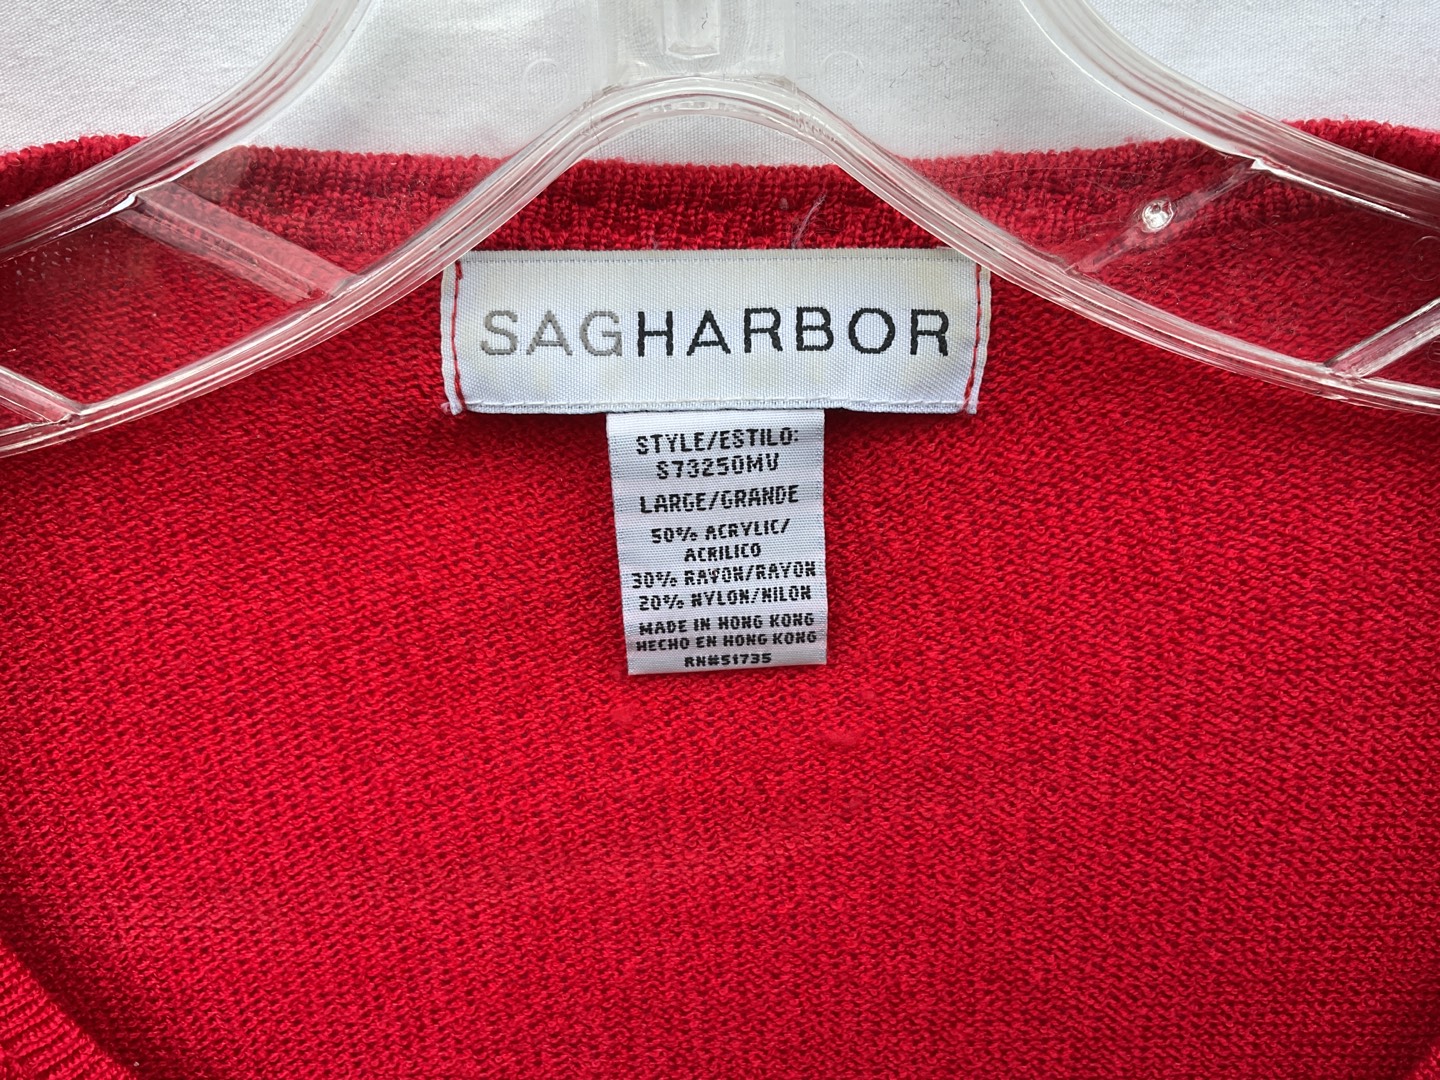 SAGHARBOR
STYLE/ESTILO:
S73250MV
LARGE/GRANDE
50% ACRYLIC/
ACRILICO
30% RAYON/RAYON
20% NYLON/NILON
MADE IN HONG KONG
HECHO EN HONG KONG
RN#51735